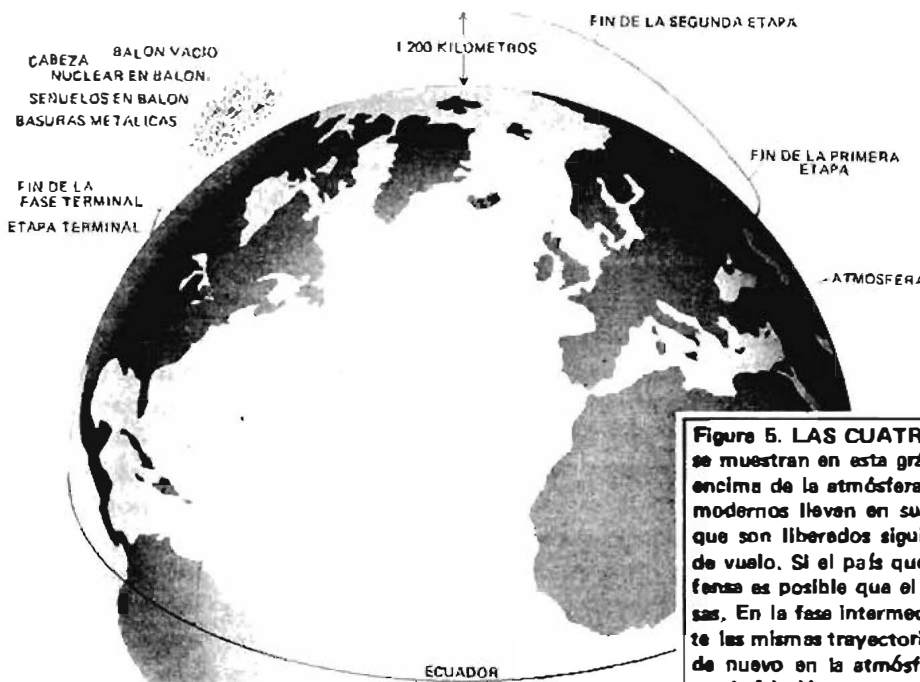 FIN DE LA SEGUNDA ETAPA
1 200 KILOMETROS
BALON VACIO
CABEZA
NUCLEAR EN BALON
SEÑUELOS EN BALON
BASURAS METALICAS
FIN DE LA PRIMERA
ETAPA
FIN DE LA
FASE TERMINAL
ETAPA TERMINAL
ATMOSFERA
ECUADOR
Figura 5. LAS CUATR
se muestran en esta grá
encima de la atmósfera
modernos llevan en su
que son liberados sigui
de vuelo. Si el país que
fensa es posible que el
sas. En la fase intermed
te las mismas trayectori
de nuevo en la atmósf